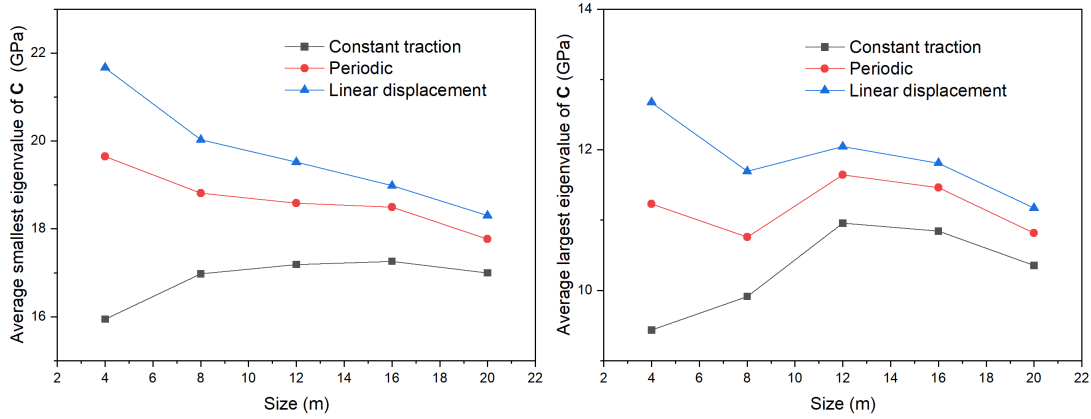 Average smallest eigenvalue of C (GPa)
22
20
18
16
Constant traction
Periodic
Linear displacement
2 4 6 8 10 12 14 16 18 20 22
Size (m)
Average largest eigenvalue of C (GPa)
14
12
10
Constant traction
Periodic
Linear displacement
2 4 6 8 10 12 14 16 18 20 22
Size (m)